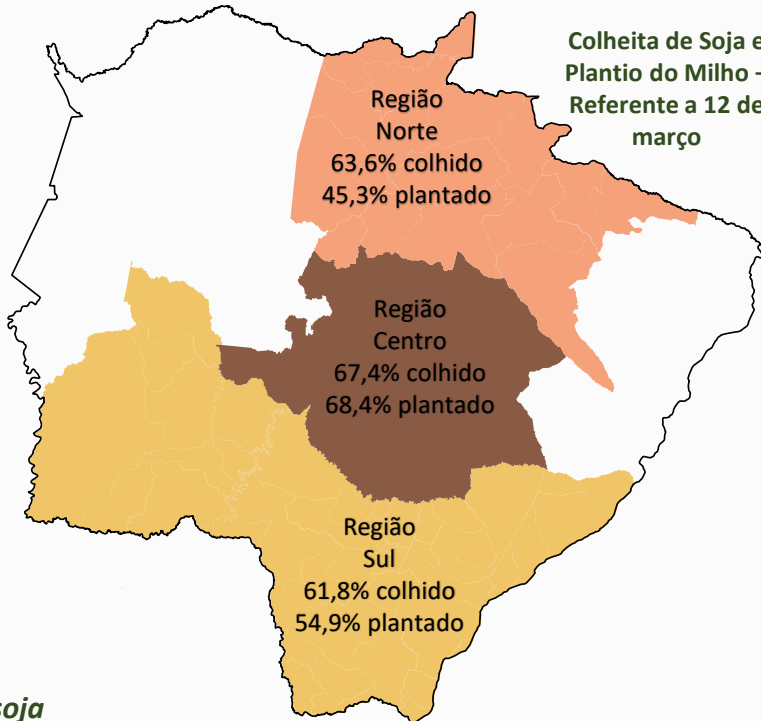 Colheita de Soja e
Plantio do Milho -
Referente a 12 de
março
Região
Norte
63,6% colhido
45,3% plantado
Região
Centro
67,4% colhido
68,4% plantado
Região
Sul
61,8% colhido
54,9% plantado
soja